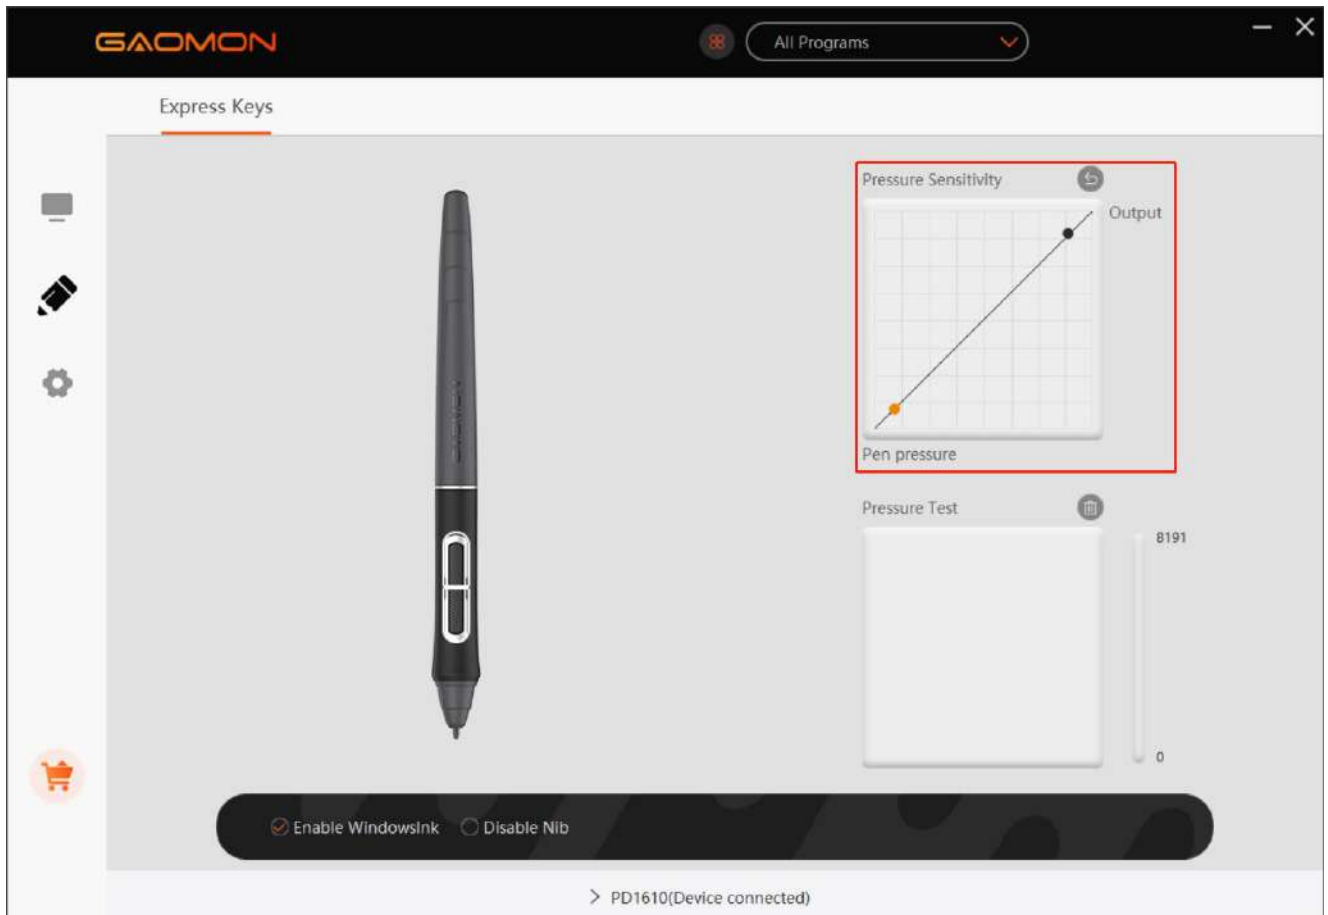 GAOMON
All Programs
Express Keys
Pressure Sensitivity
Output
Pen pressure
GAOMON
Pressure Test
8191
0
Enable WindowsInk
Disable Nib
PD1610(Device connected)